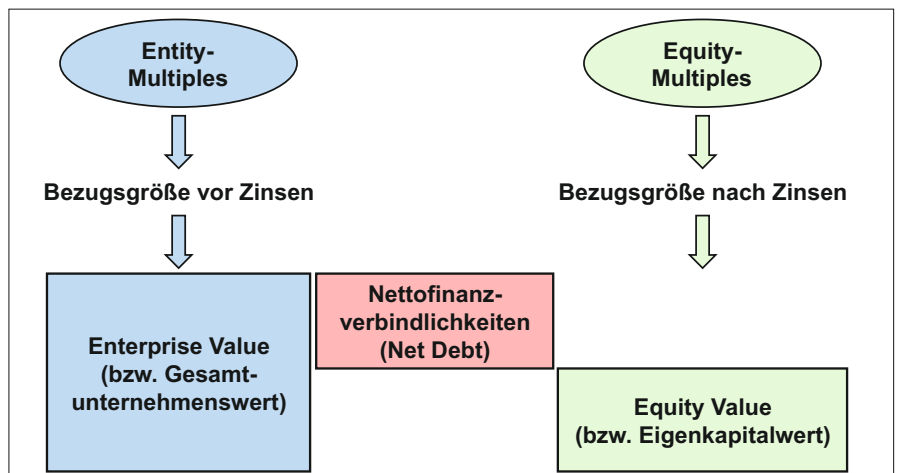 Entity-
Multiples
Equity-
Multiples
Bezugsgröße vor Zinsen
Bezugsgröße nach Zinsen
Enterprise Value
(bzw. Gesamt-
unternehmenswert)
Nettofinanz-
verbindlichkeiten
(Net Debt)
Equity Value
(bzw. Eigenkapitalwert)